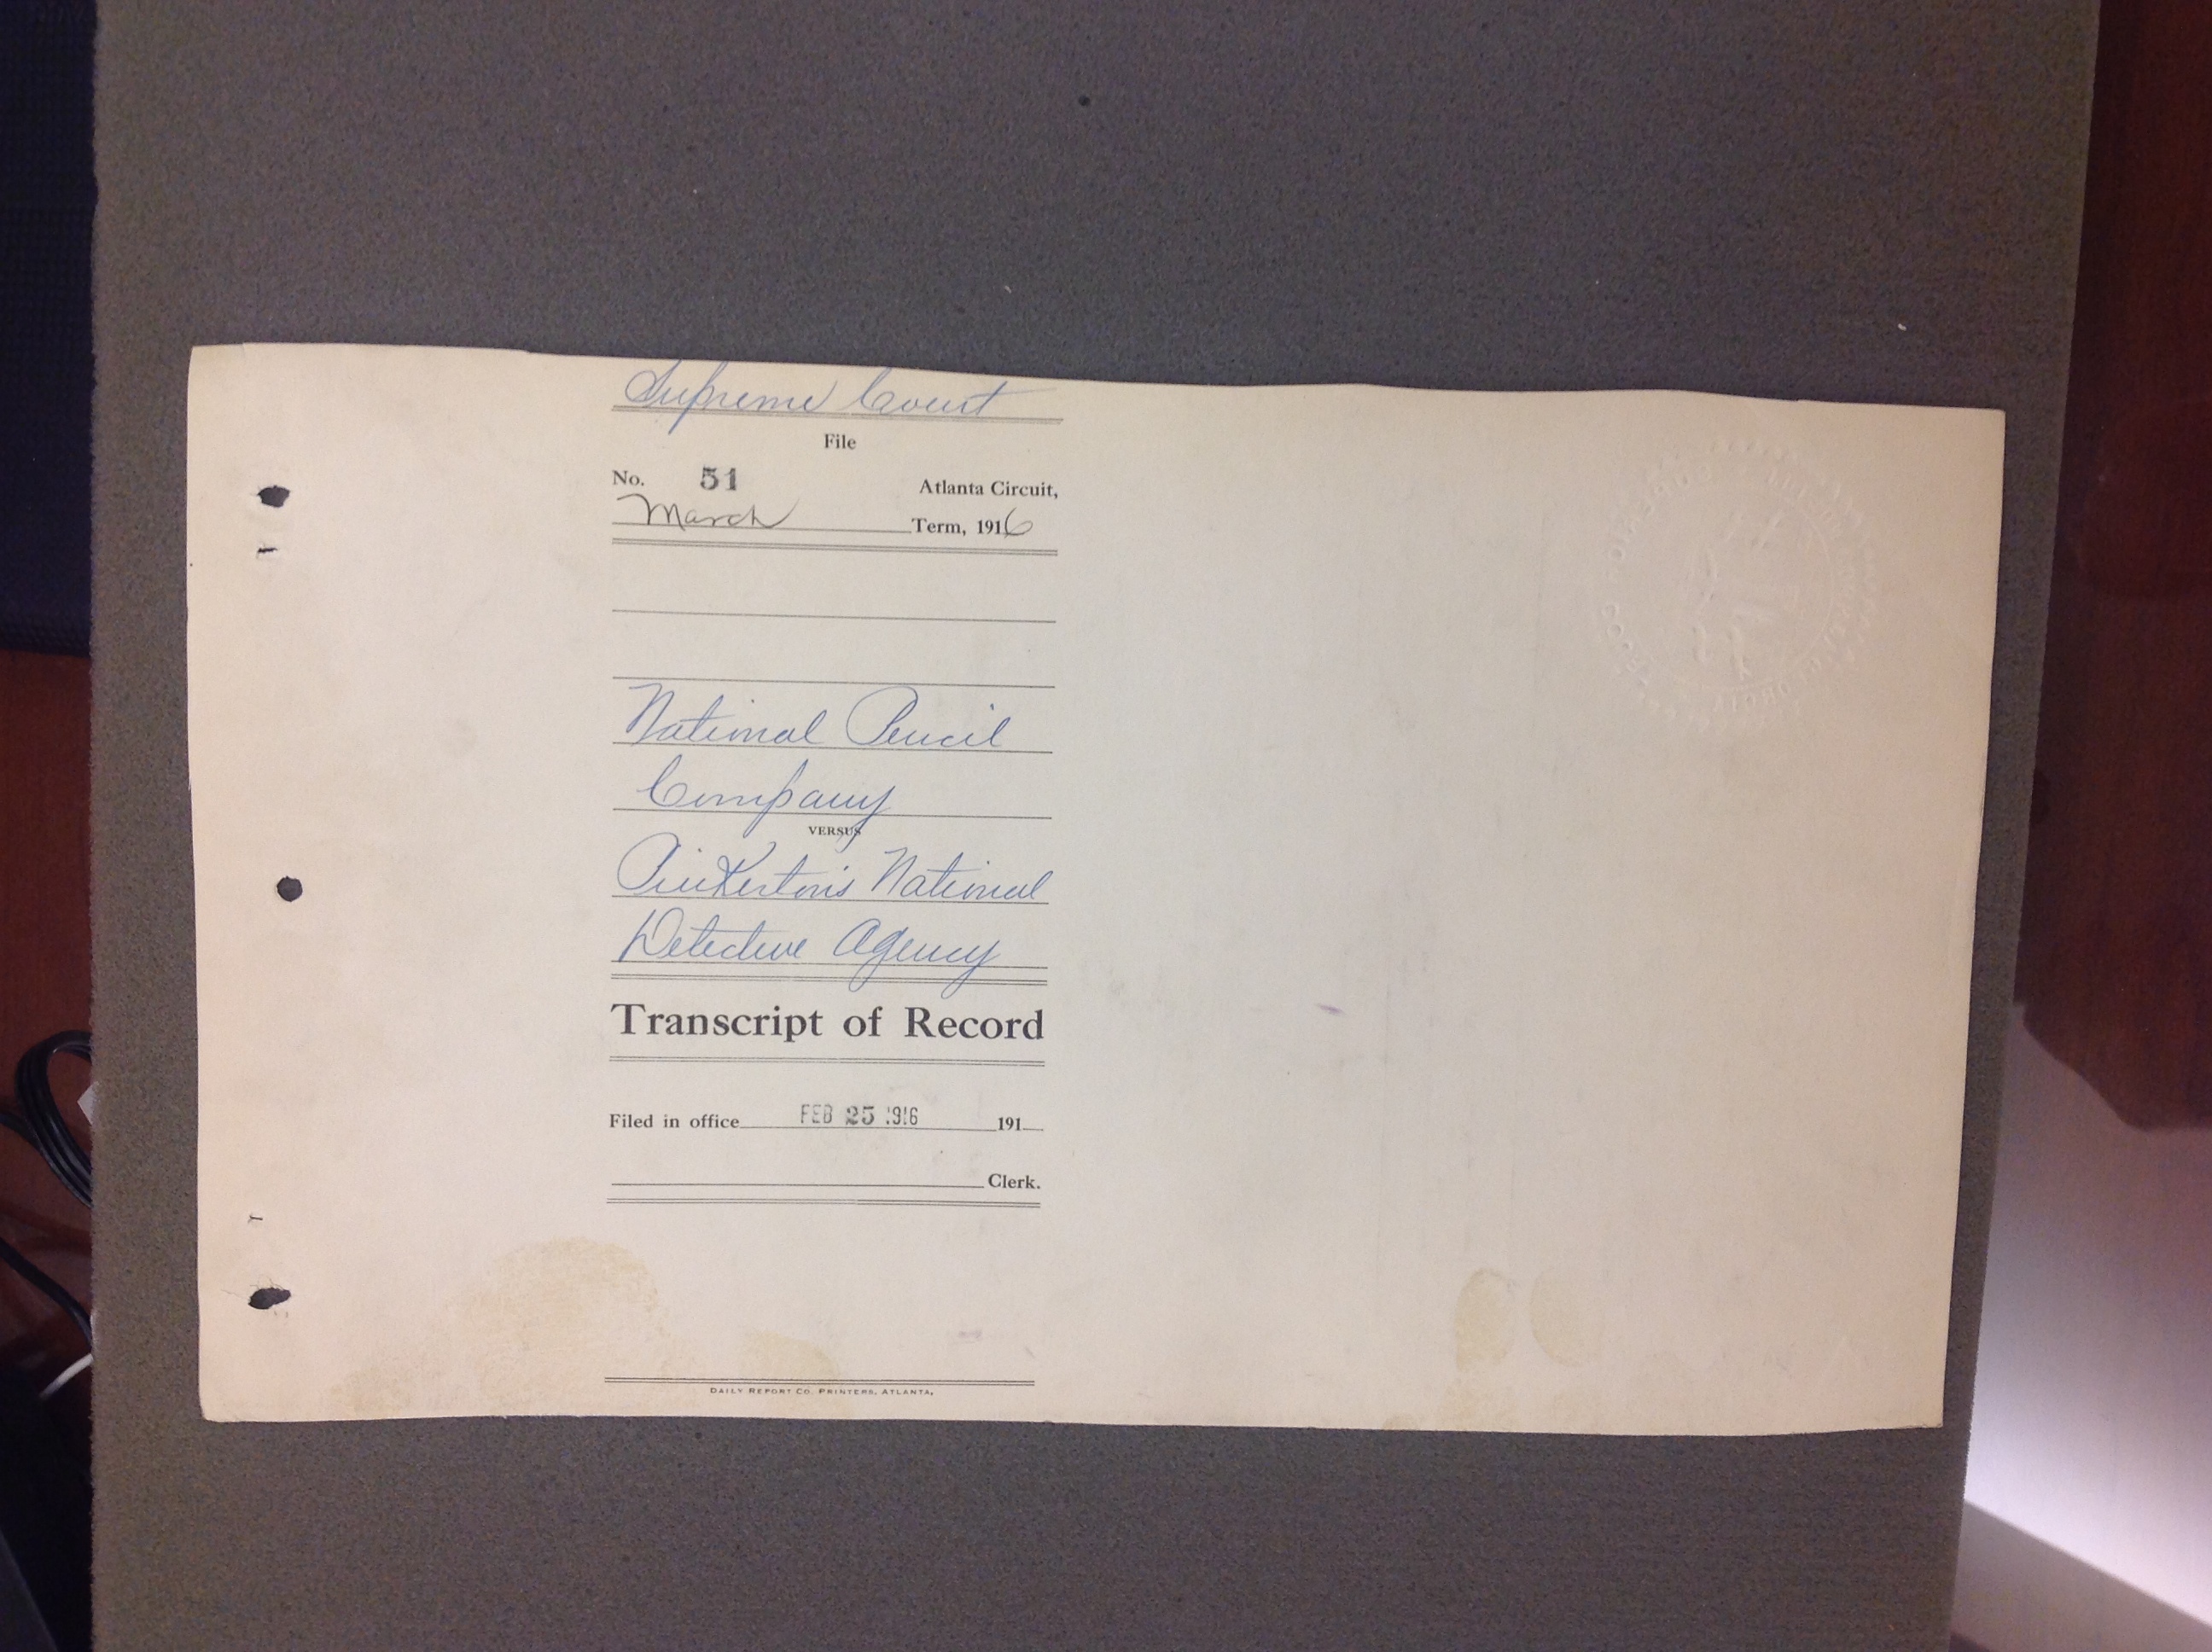 Supreme Court
File
No. 51 Atlanta Circuit,
March Term, 1916
National Pencil
Company
VERSUS
Pinkerton's National
Detective Agency
Transcript of Record
Filed in office FEB 25 1916 191
Clerk.
DAILY REPORT CO. PRINTERS, ATLANTA,